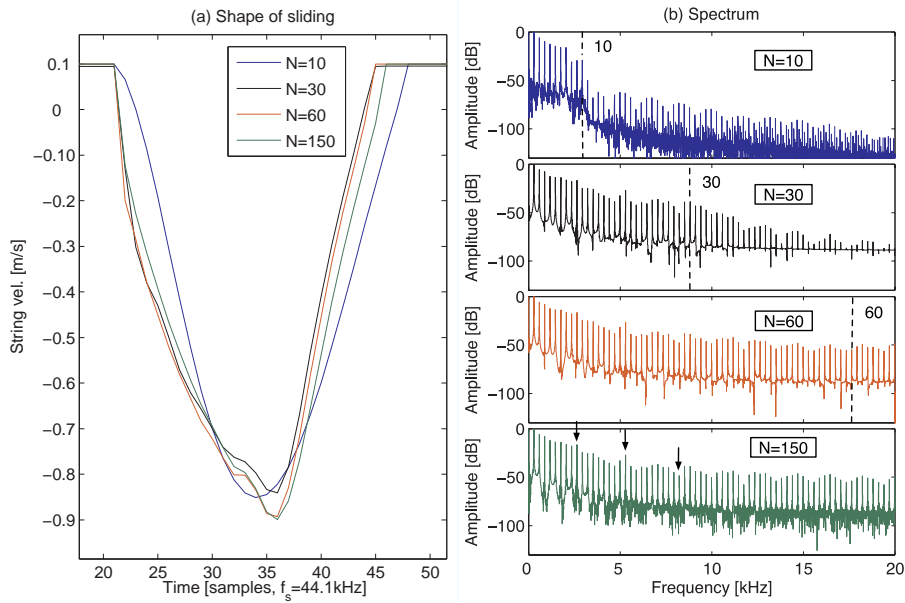 (a) Shape of sliding
0.1
0
−0.10
−0.2
−0.3
−0.4
−0.5
−0.6
−0.7
−0.8
−0.9
String vel. [m/s]
N=10
N=30
N=60
N=150
20 25 30 35 40 45 50
Time [samples, f_s=44.1kHz]
(b) Spectrum
Amplitude [dB]
0
−50
−100
10
N=10
Amplitude [dB]
0
−50
−100
30
N=30
Amplitude [dB]
0
−50
−100
60
N=60
Amplitude [dB]
0
−50
−100
N=150
0 5 10 15 20
Frequency [kHz]